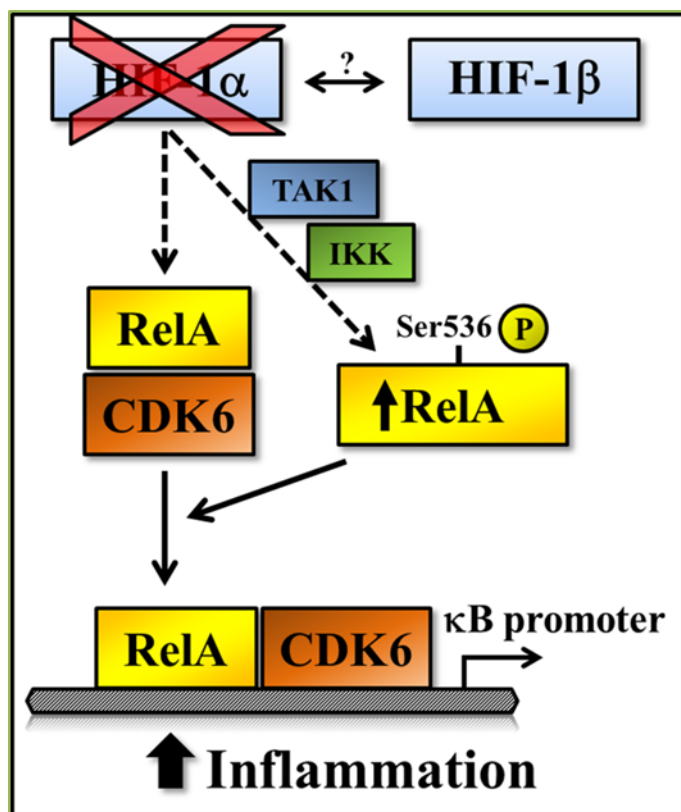 HIF-1α
?
HIF-1β
TAK1
IKK
RelA
CDK6
Ser536 P
RelA
RelA CDK6
κB promoter
Inflammation